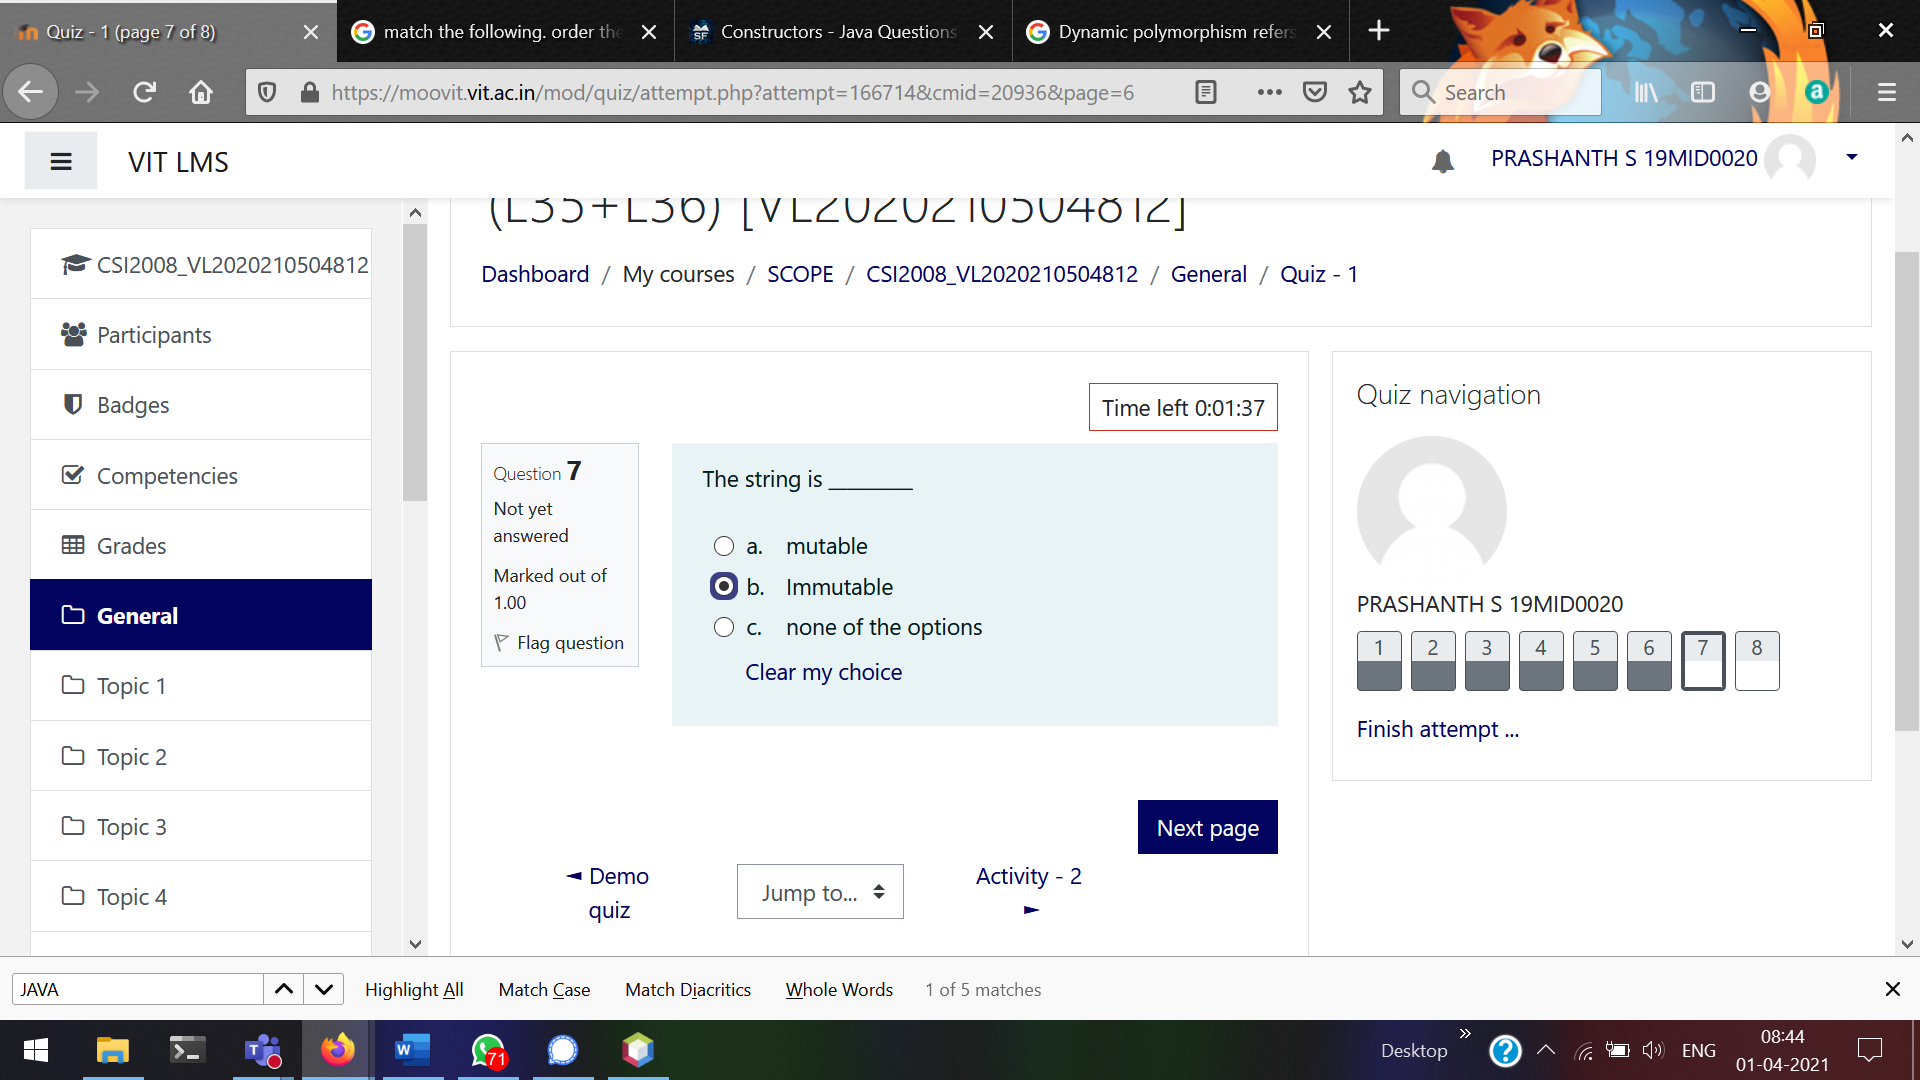 Quiz - 1 (page 7 of 8)
match the following. order the
Constructors - Java Questions
Dynamic polymorphism refers
https://moovit.vit.ac.in/mod/quiz/attempt.php?attempt=166714&cmid=20936&page=6
Search
VIT LMS
PRASHANTH S 19MID0020
(L35+L36) [VL2020210504812]
Dashboard / My courses / SCOPE / CSI2008_VL2020210504812 / General / Quiz - 1
CSI2008_VL2020210504812
Participants
Badges
Competencies
Grades
General
Topic 1
Topic 2
Topic 3
Topic 4
Time left 0:01:37
Question 7
Not yet
answered
Marked out of
1.00
Flag question
The string is ________
a. mutable
b. Immutable
c. none of the options
Clear my choice
Next page
◄ Demo
quiz
Jump to...
Activity - 2
►
Quiz navigation
PRASHANTH S 19MID0020
1 2 3 4 5 6 7 8
Finish attempt ...
JAVA
Highlight All
Match Case
Match Diacritics
Whole Words
1 of 5 matches
71
Desktop
ENG
08:44
01-04-2021